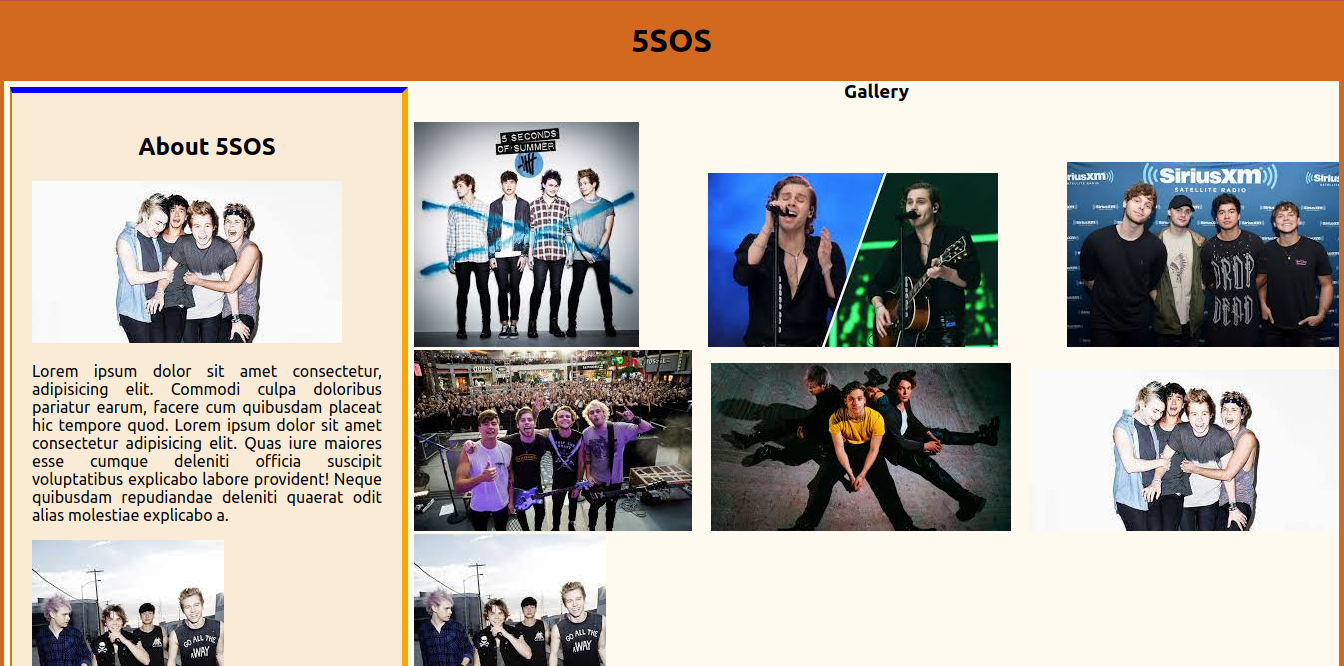 5SOS
About 5SOS
Lorem ipsum dolor sit amet consectetur,
adipisicing elit. Commodi culpa doloribus
pariatur earum, facere cum quibusdam placeat
hic tempore quod. Lorem ipsum dolor sit amet
consectetur adipisicing elit. Quas iure maiores
esse cumque deleniti officia suscipit
voluptatibus explicabo labore provident! Neque
quibusdam repudiandae deleniti quaerat odit
alias molestiae explicabo a.
GO ALL THE
WAY
Gallery
5 SECONDS
OF SUMMER
SiriusXM
SATELLITE RADIO
DROP
DEAD
GO ALL THE
WAY